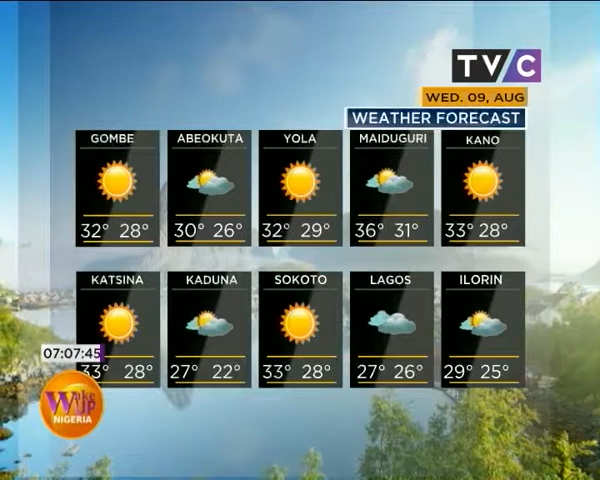 TV/C
WED. 09, AUG
WEATHER FORECAST
GOMBE
32° 28°
ABEOKUTA
30° 26°
YOLA
32° 29°
MAIDUGURI
36° 31°
KANO
33° 28°
KATSINA
33° 28°
KADUNA
27° 22°
SOKOTO
33° 28°
LAGOS
27° 26°
ILORIN
29° 25°
07:07:45
Wake
UP
NIGERIA